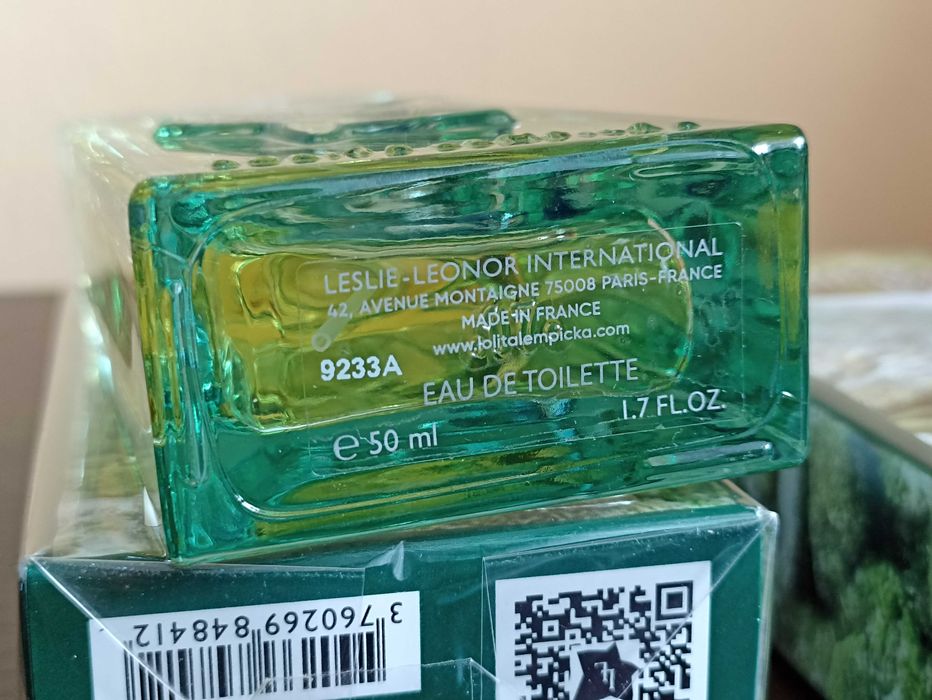 LESLIE-LEONOR INTERNATIONAL
42, AVENUE MONTAIGNE 75008 PARIS-FRANCE
MADE IN FRANCE
www.lolitalempicka.com
9233A
EAU DE TOILETTE
1.7 FL.OZ.
e 50 ml
3 760269 848412